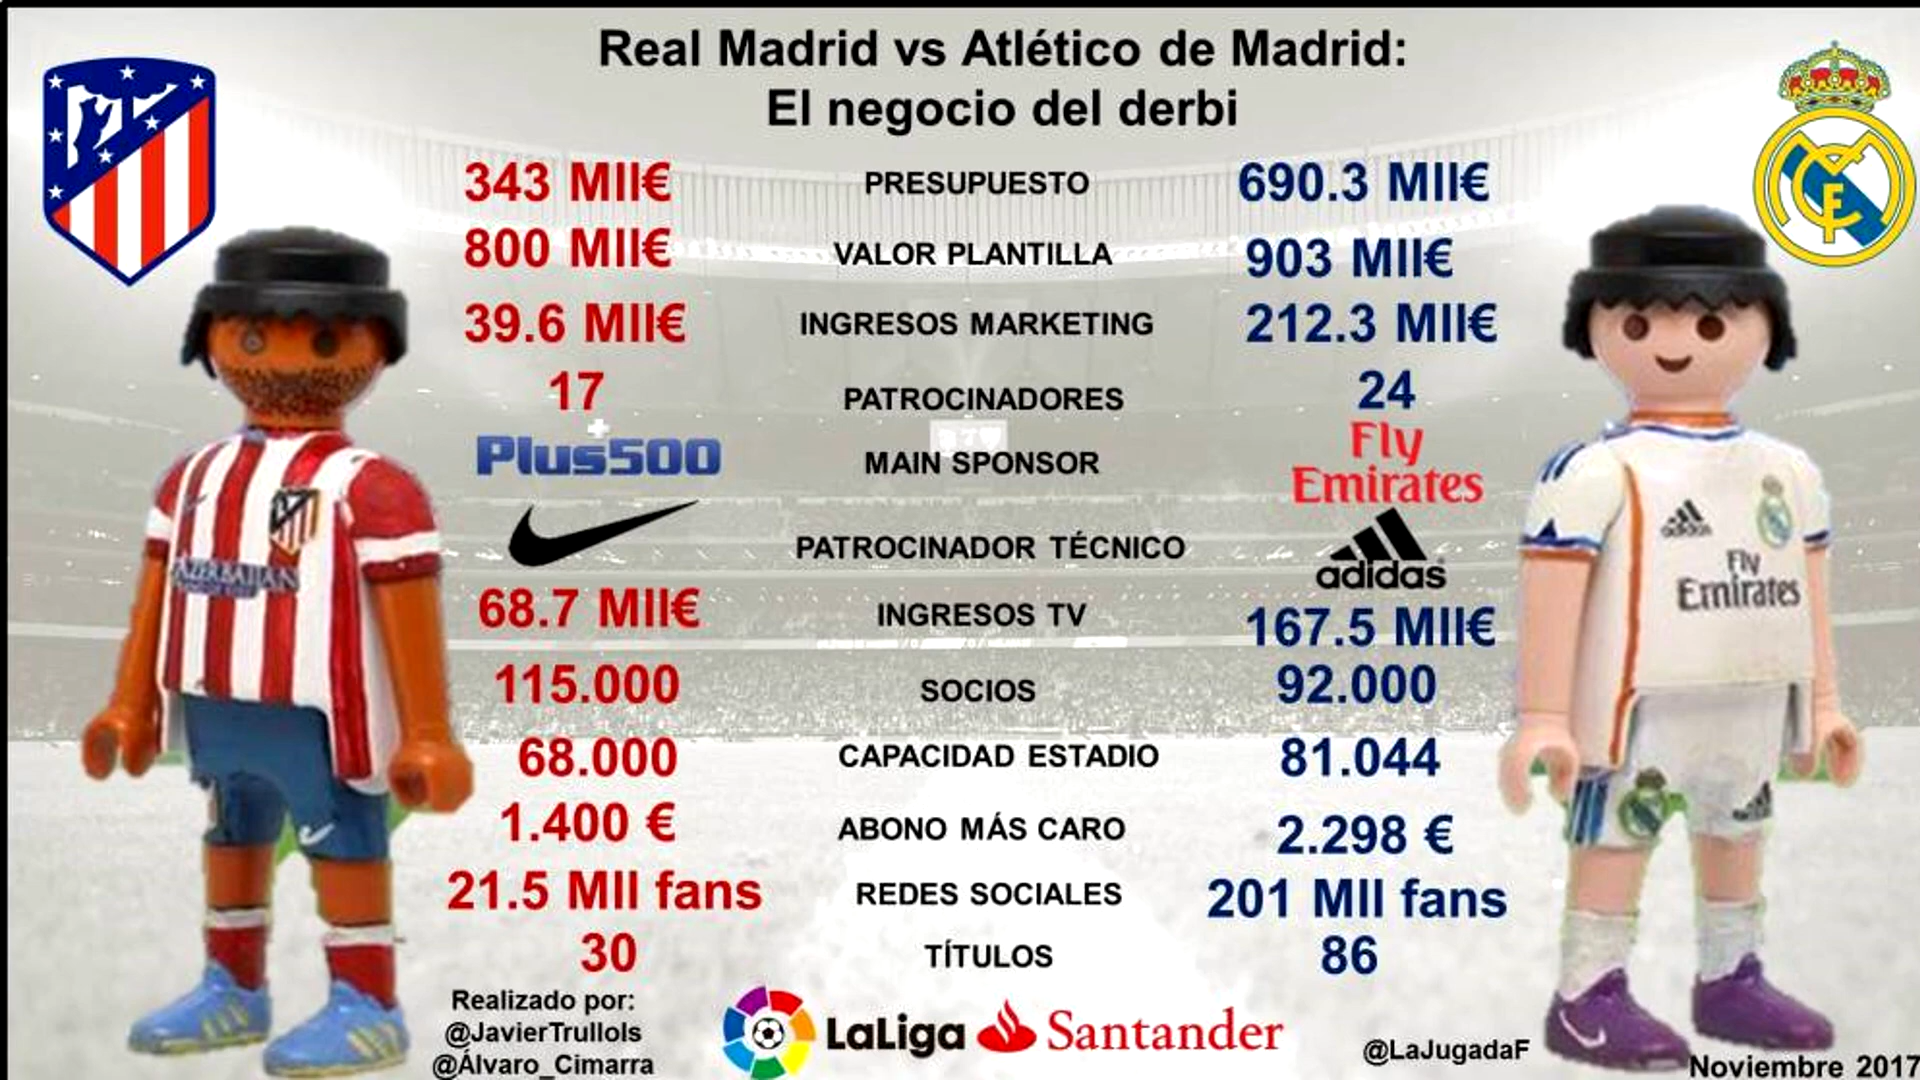 Real Madrid vs Atlético de Madrid:
El negocio del derbi
343 Mll€ PRESUPUESTO 690.3 Mll€
800 Mll€ VALOR PLANTILLA 903 Mll€
39.6 Mll€ INGRESOS MARKETING 212.3 Mll€
17 PATROCINADORES 24
Plus500 MAIN SPONSOR Fly
Emirates
PATROCINADOR TÉCNICO adidas
68.7 Mll€ INGRESOS TV 167.5 Mll€
115.000 SOCIOS 92.000
68.000 CAPACIDAD ESTADIO 81.044
1.400 € ABONO MÁS CARO 2.298 €
21.5 Mll fans REDES SOCIALES 201 Mll fans
30 TÍTULOS 86
AZERBAIJAN
adidas
Fly
Emirates
Realizado por:
@JavierTrullols
@Álvaro_Cimarra
LaLiga Santander
@LaJugadaF
Noviembre 2017